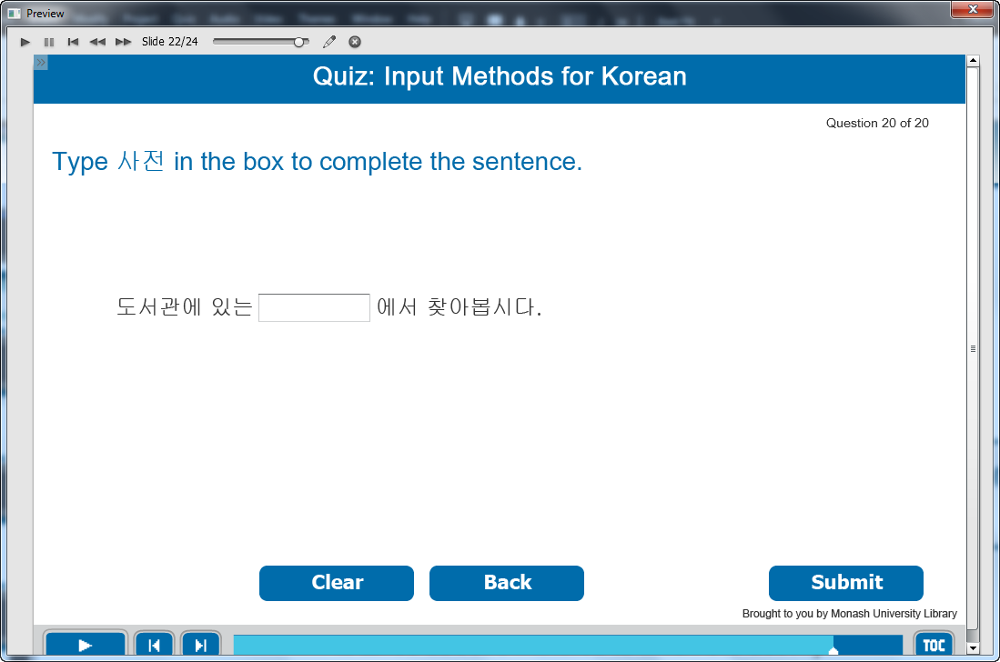 Preview
Slide 22/24
Quiz: Input Methods for Korean
Question 20 of 20
Type 사전 in the box to complete the sentence.
도서관에 있는 에서 찾아봅시다.
Clear Back Submit
Brought to you by Monash University Library
TOC